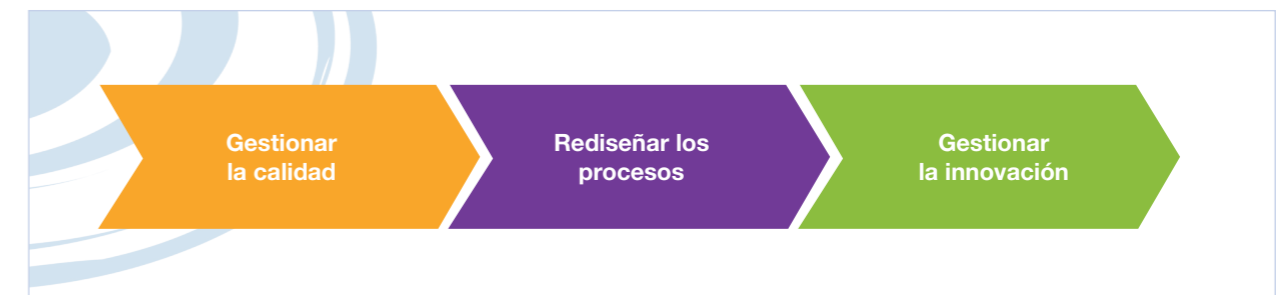 Gestionar
la calidad
Rediseñar los
procesos
Gestionar
la innovación